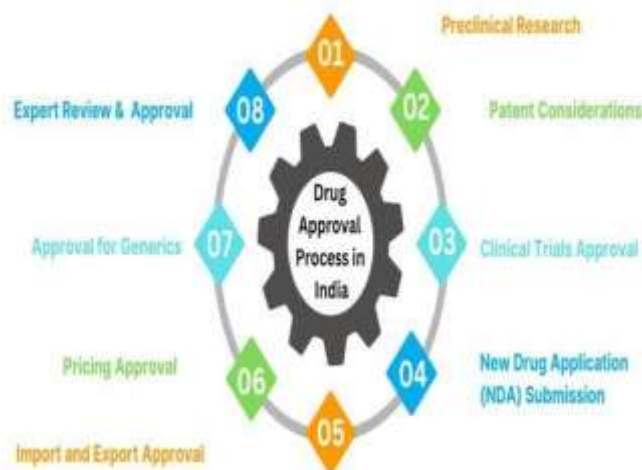 Drug
Approval
Process in
India
01
Preclinical Research
02
Patent Considerations
03
Clinical Trials Approval
04
New Drug Application
(NDA) Submission
05
Import and Export Approval
06
Pricing Approval
07
Approval for Generics
08
Expert Review & Approval